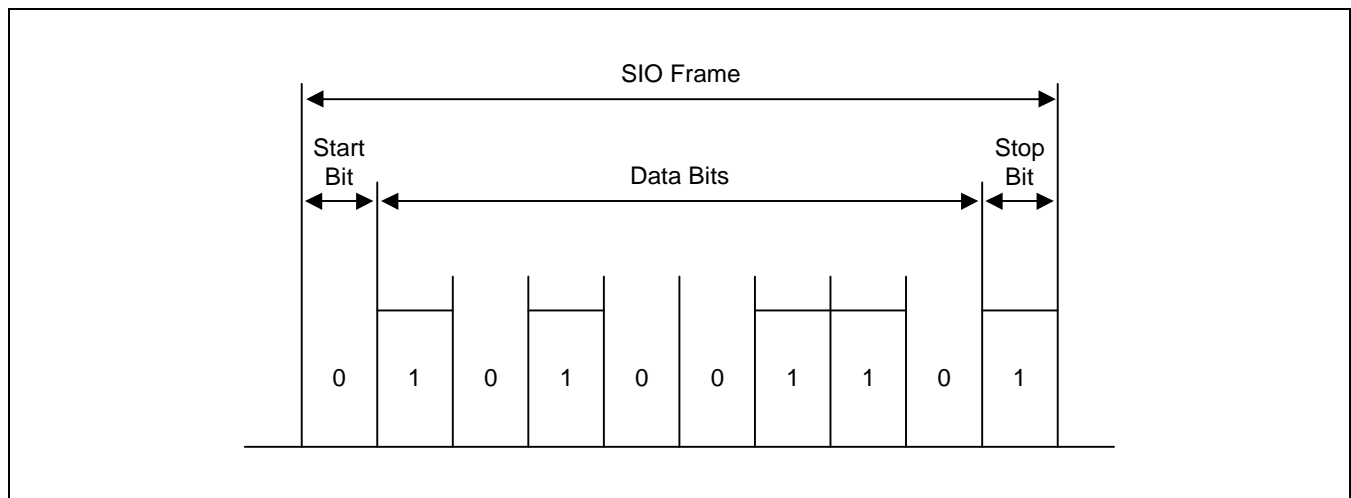 SIO Frame
Start
Bit
Data Bits
Stop
Bit
0 1 0 1 0 0 1 1 0 1